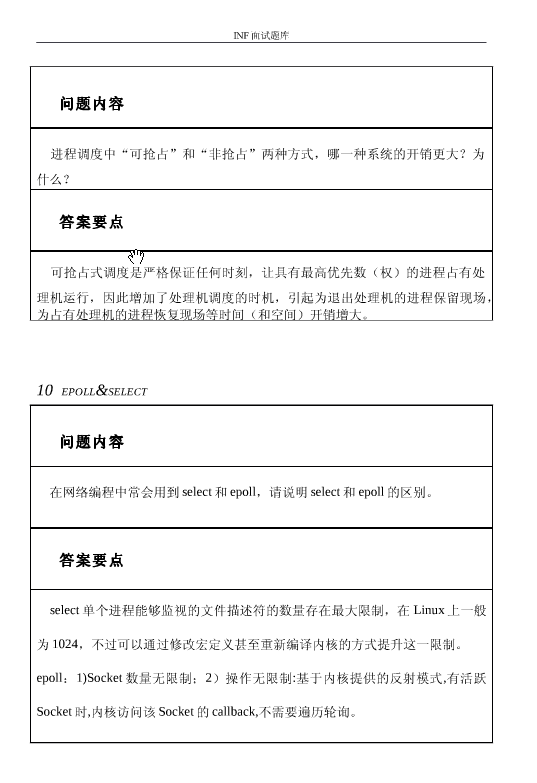 INF 面试题库
问题内容
进程调度中“可抢占”和“非抢占”两种方式，哪一种系统的开销更大？为
什么？
答案要点
可抢占式调度是严格保证任何时刻，让具有最高优先数（权）的进程占有处
理机运行，因此增加了处理机调度的时机，引起为退出处理机的进程保留现场，
为占有处理机的进程恢复现场等时间（和空间）开销增大。
10 EPOLL&SELECT
问题内容
在网络编程中常会用到 select 和 epoll，请说明 select 和 epoll 的区别。
答案要点
select 单个进程能够监视的文件描述符的数量存在最大限制，在 Linux 上一般
为 1024，不过可以通过修改宏定义甚至重新编译内核的方式提升这一限制。
epoll：1)Socket 数量无限制；2）操作无限制:基于内核提供的反射模式,有活跃
Socket 时,内核访问该 Socket 的 callback,不需要遍历轮询。